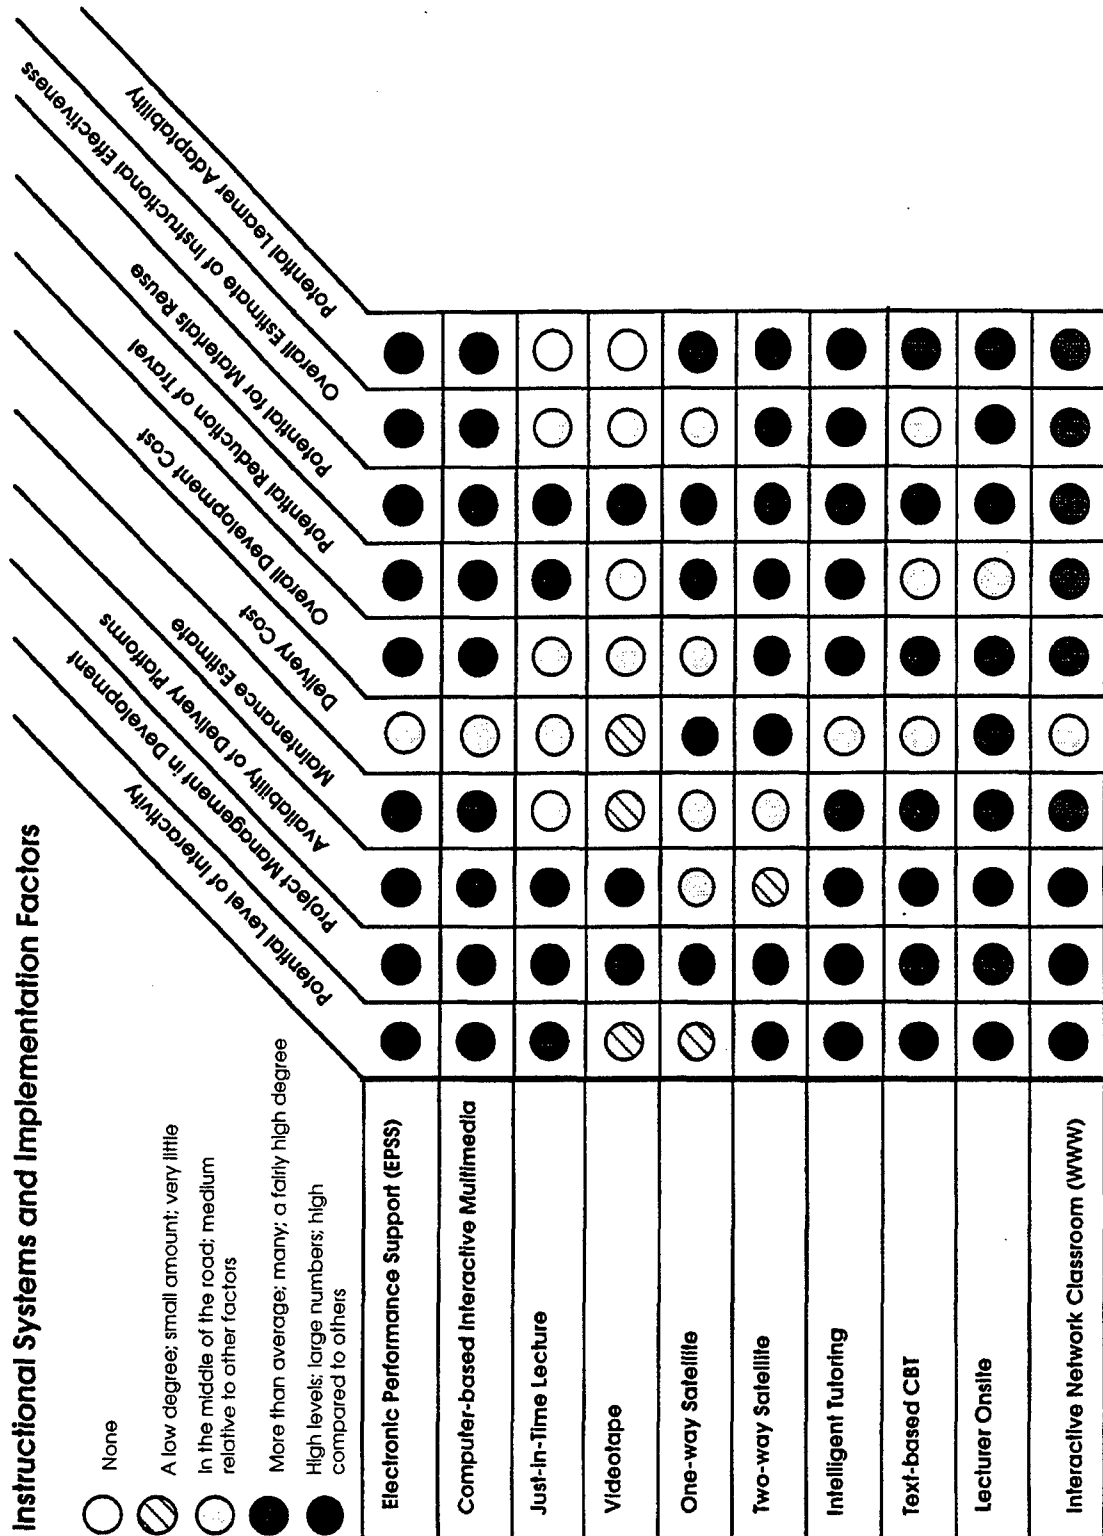 Instructional Systems and Implementation Factors
None
A low degree; small amount; very little
In the middle of the road; medium
relative to other factors
More than average; many; a fairly high degree
High levels; large numbers; high
compared to others
Potential Level of Interactivity
Project Management in Development
Availability of Delivery Platforms
Maintenance Estimate
Delivery Cost
Overall Development Cost
Potential Reduction of Travel
Potential for Materials Reuse
Overall Estimate of Instructional Effectiveness
Potential Learner Adaptability
Electronic Performance Support (EPSS)
Computer-based Interactive Multimedia
Just-in-Time Lecture
Videotape
One-way Satellite
Two-way Satellite
Intelligent Tutoring
Text-based CBT
Lecturer Onsite
Interactive Network Classroom (WWW)